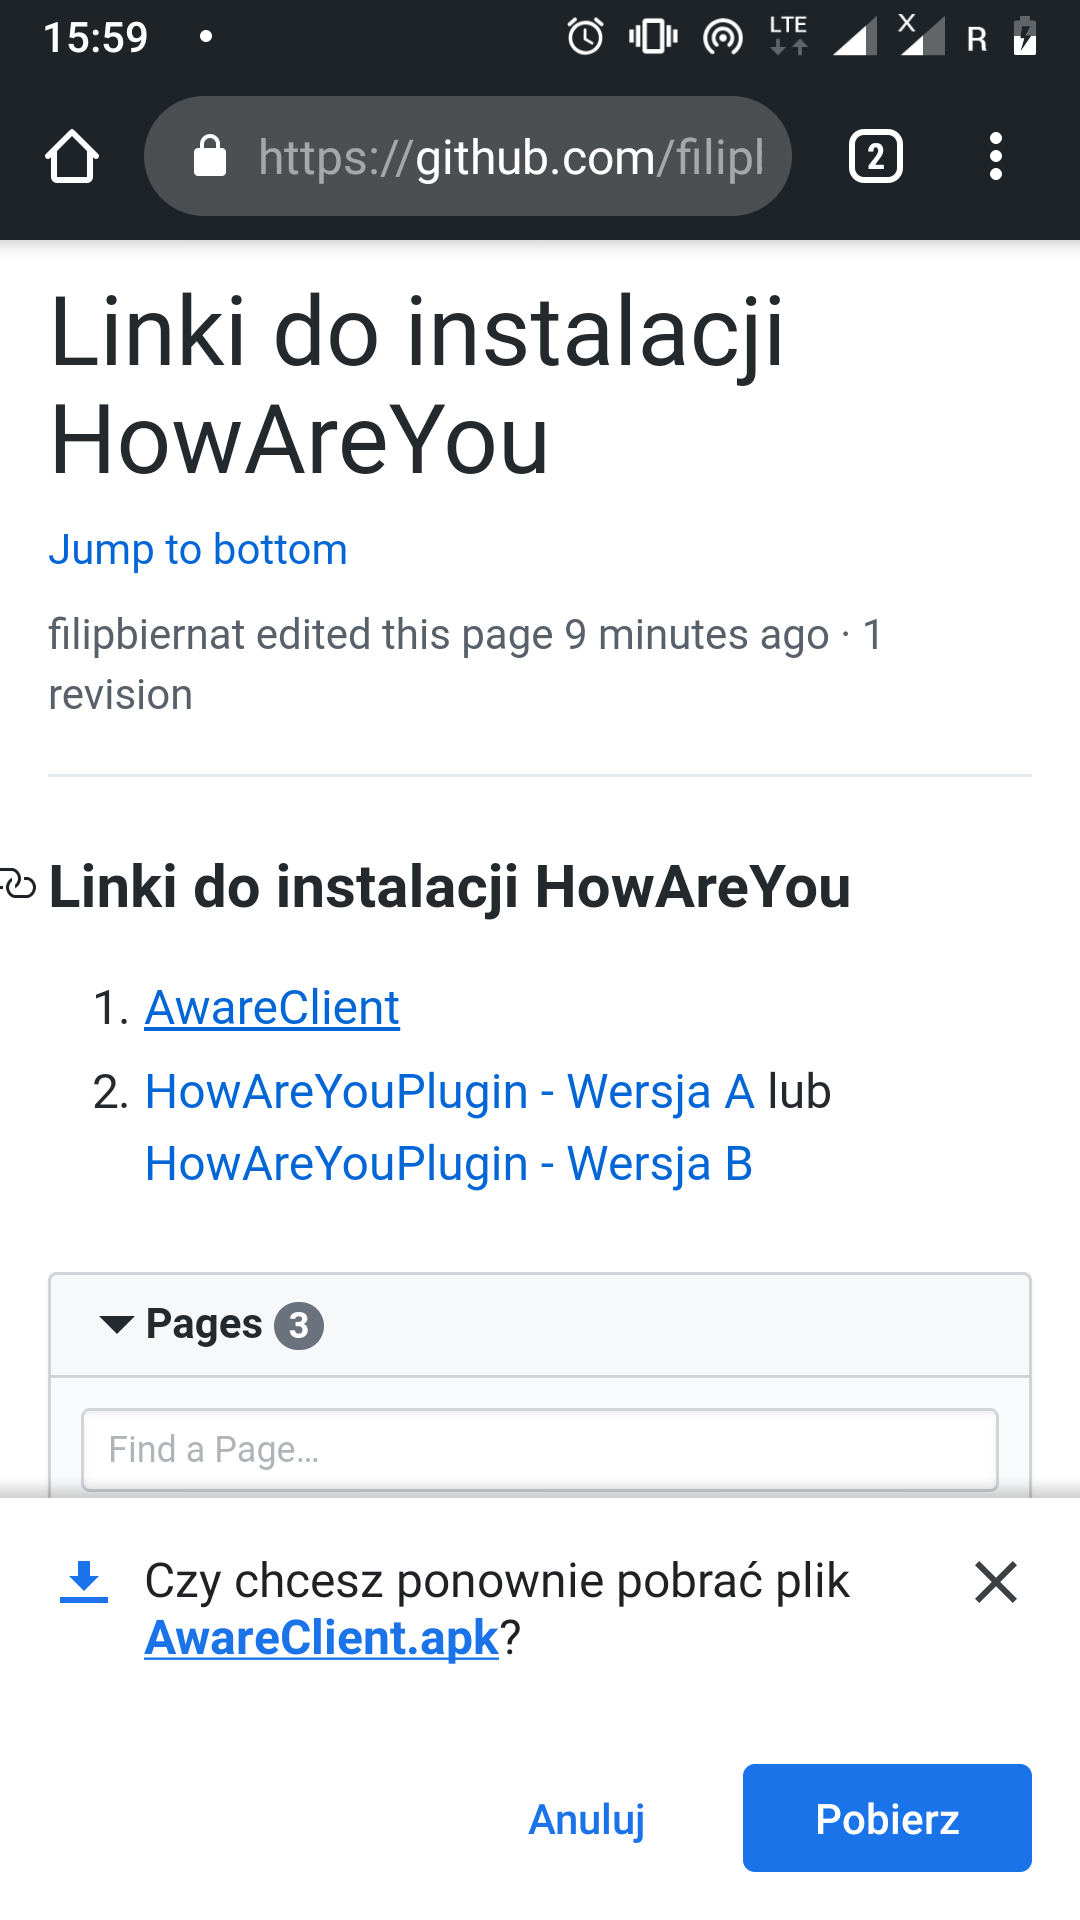 15:59
LTE
X
R
https://github.com/filipl
2
Linki do instalacji
HowAreYou
Jump to bottom
filipbiernat edited this page 9 minutes ago · 1
revision
Linki do instalacji HowAreYou
1. AwareClient
2. HowAreYouPlugin - Wersja A lub
HowAreYouPlugin - Wersja B
Pages 3
Find a Page…
Czy chcesz ponownie pobrać plik
AwareClient.apk?
Anuluj
Pobierz